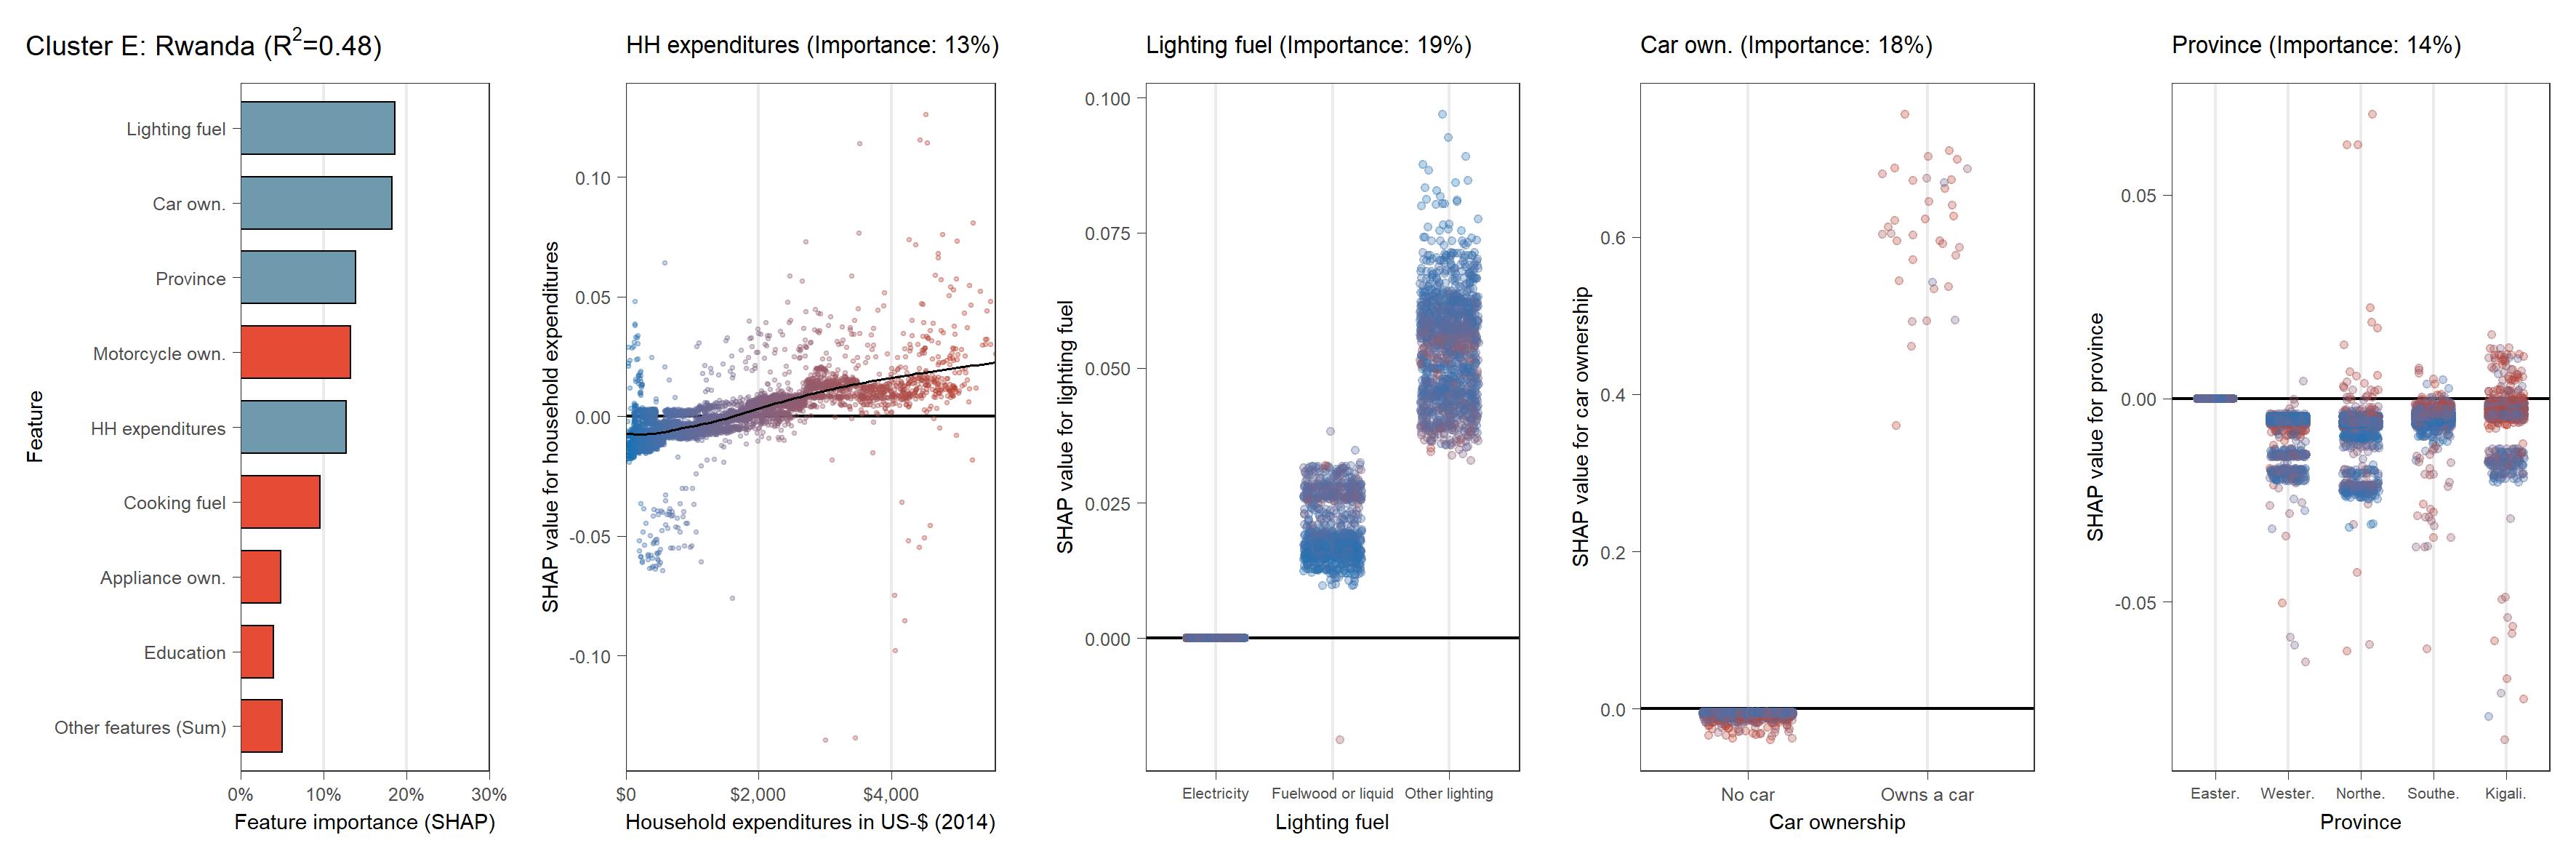 Cluster E: Rwanda (R²=0.48)
Feature
Lighting fuel
Car own.
Province
Motorcycle own.
HH expenditures
Cooking fuel
Appliance own.
Education
Other features (Sum)
0% 10% 20% 30%
Feature importance (SHAP)
HH expenditures (Importance: 13%)
SHAP value for household expenditures
0.10
0.05
0.00
-0.05
-0.10
$0 $2,000 $4,000
Household expenditures in US-$ (2014)
Lighting fuel (Importance: 19%)
SHAP value for lighting fuel
0.100
0.075
0.050
0.025
0.000
Electricity Fuelwood or liquid Other lighting
Lighting fuel
Car own. (Importance: 18%)
SHAP value for car ownership
0.6
0.4
0.2
0.0
No car Owns a car
Car ownership
Province (Importance: 14%)
SHAP value for province
0.05
0.00
-0.05
Easter. Wester. Northe. Southe. Kigali.
Province